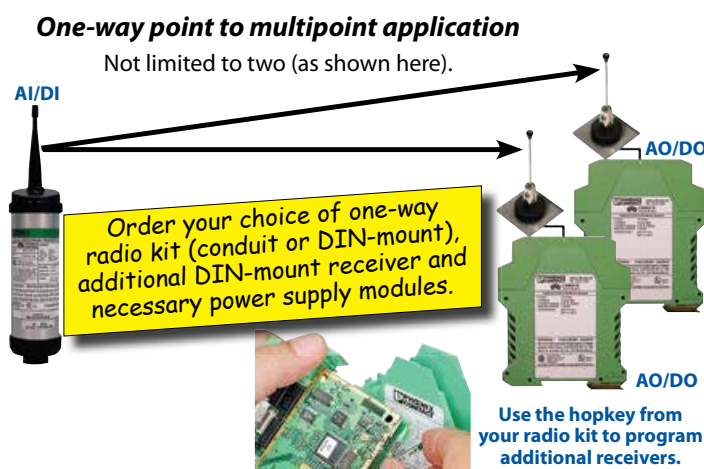 One-way point to multipoint application
Not limited to two (as shown here).
AI/DI
AO/DO
Order your choice of one-way
radio kit (conduit or DIN-mount),
additional DIN-mount receiver and
necessary power supply modules.
AO/DO
Use the hopkey from
your radio kit to program
additional receivers.